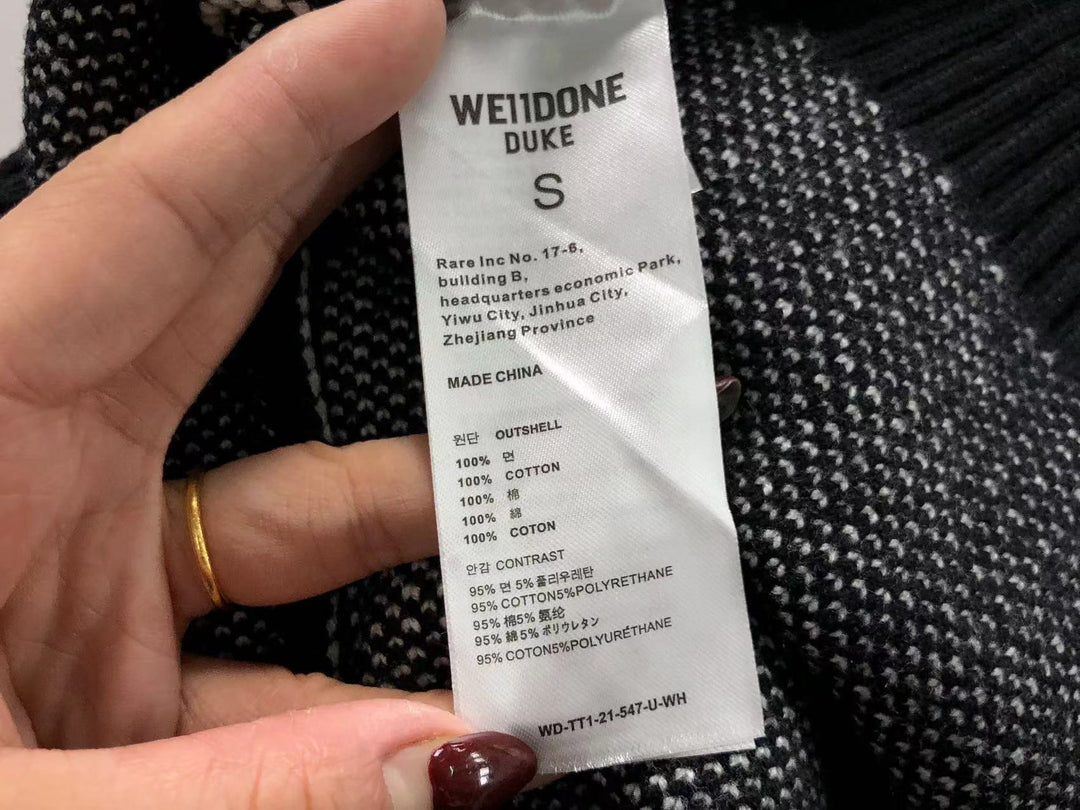 WE11DONE
DUKE
S
Rare Inc No. 17-6,
building B,
headquarters economic Park,
Yiwu City, Jinhua City,
Zhejiang Province
MADE CHINA
원단 OUTSHELL
100% 면
100% COTTON
100% 棉
100% 綿
100% COTON
안감 CONTRAST
95% 면 5% 폴리우레탄
95% COTTON5%POLYRETHANE
95% 棉5% 氨纶
95% 綿5% ポリウレタン
95% COTON5%POLYURÉTHANE
WD-TT1-21-547-U-WH